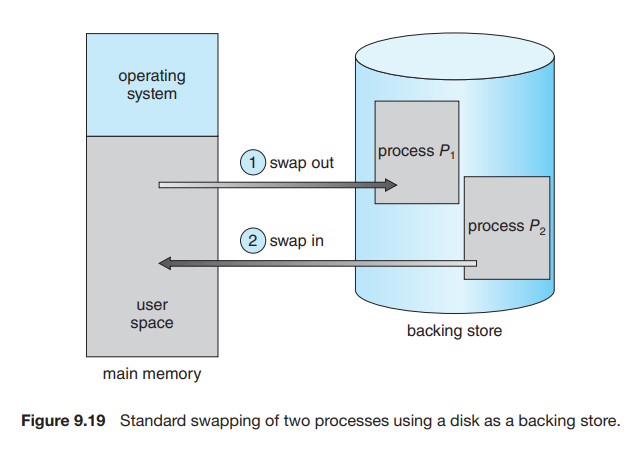 operating
system
process P1
1 swap out
process P2
2 swap in
user
space
backing store
main memory
Figure 9.19 Standard swapping of two processes using a disk as a backing store.